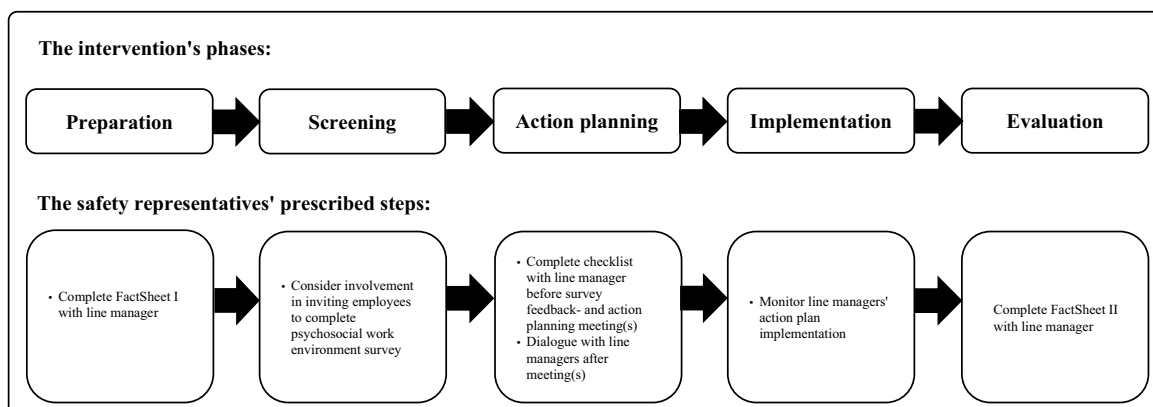 The intervention's phases:
Preparation
Screening
Action planning
Implementation
Evaluation
The safety representatives' prescribed steps:
• Complete FactSheet I
with line manager
• Consider involvement
in inviting employees
to complete
psychosocial work
environment survey
• Complete checklist
with line manager
before survey
feedback- and action
planning meeting(s)
• Dialogue with line
managers after
meeting(s)
• Monitor line managers'
action plan
implementation
Complete FactSheet II
with line manager